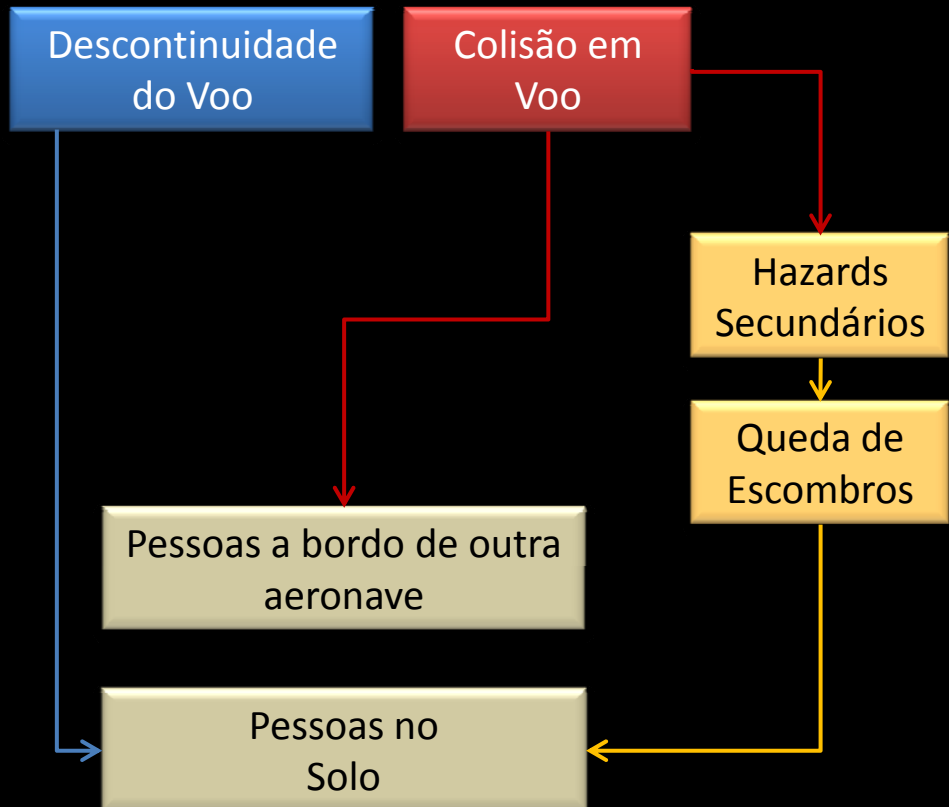 Descontinuidade
do Voo
Colisão em
Voo
Hazards
Secundários
Queda de
Escombros
Pessoas a bordo de outra
aeronave
Pessoas no
Solo